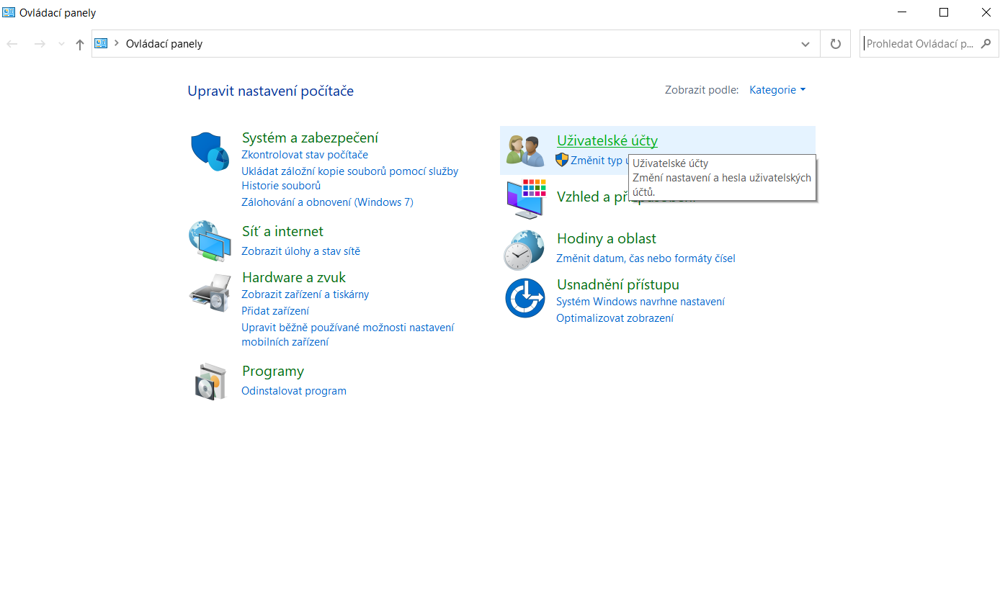 Ovládací panely
Ovládací panely
Prohledat Ovládací p...
Upravit nastavení počítače
Zobrazit podle: Kategorie
Systém a zabezpečení
Zkontrolovat stav počítače
Ukládat záložní kopie souborů pomocí služby
Historie souborů
Zálohování a obnovení (Windows 7)
Síť a internet
Zobrazit úlohy a stav sítě
Hardware a zvuk
Zobrazit zařízení a tiskárny
Přidat zařízení
Upravit běžně používané možnosti nastavení
mobilních zařízení
Programy
Odinstalovat program
Uživatelské účty
Změnit typ
Uživatelské účty
Změní nastavení a hesla uživatelských
účtů.
Vzhled a
Hodiny a oblast
Změnit datum, čas nebo formáty čísel
Usnadnění přístupu
Systém Windows navrhne nastavení
Optimalizovat zobrazení